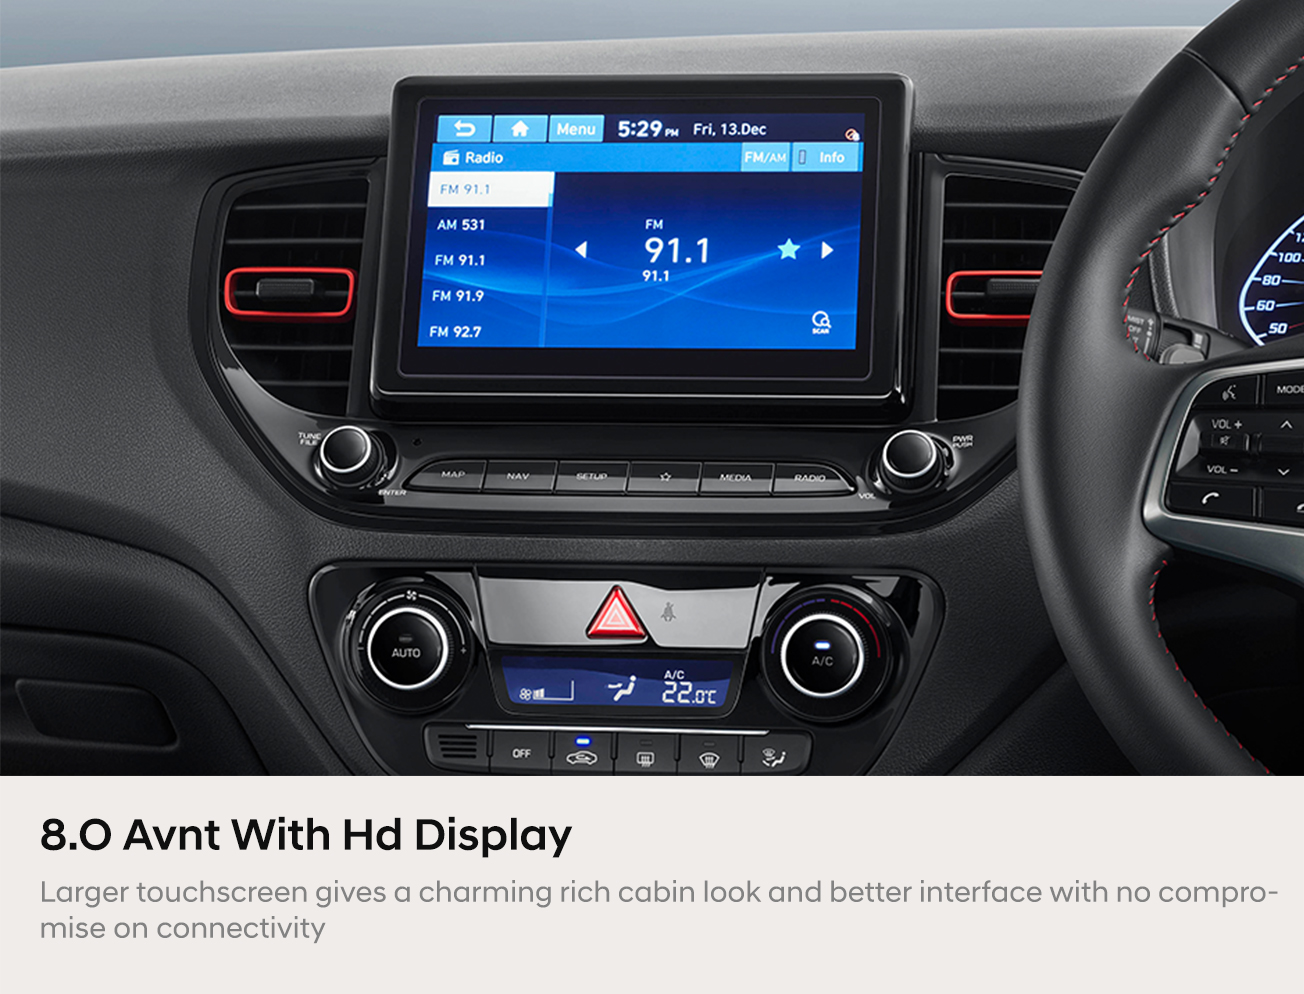 Menu 5:29 PM Fri, 13.Dec
Radio FM/AM Info
FM 91.1
AM 531
FM 91.1
FM 91.9
FM 92.7
FM
91.1
91.1
SCAN
120
100
80
60
50
MIST
OFF
MODE
VOL +
VOL -
TUNE
FILE
ENTER
MAP NAV SETUP MEDIA RADIO
PWR
PUSH
VOL
AUTO
A/C
A/C
22.0°C
OFF
8.0 Avnt With Hd Display
Larger touchscreen gives a charming rich cabin look and better interface with no compro-
mise on connectivity